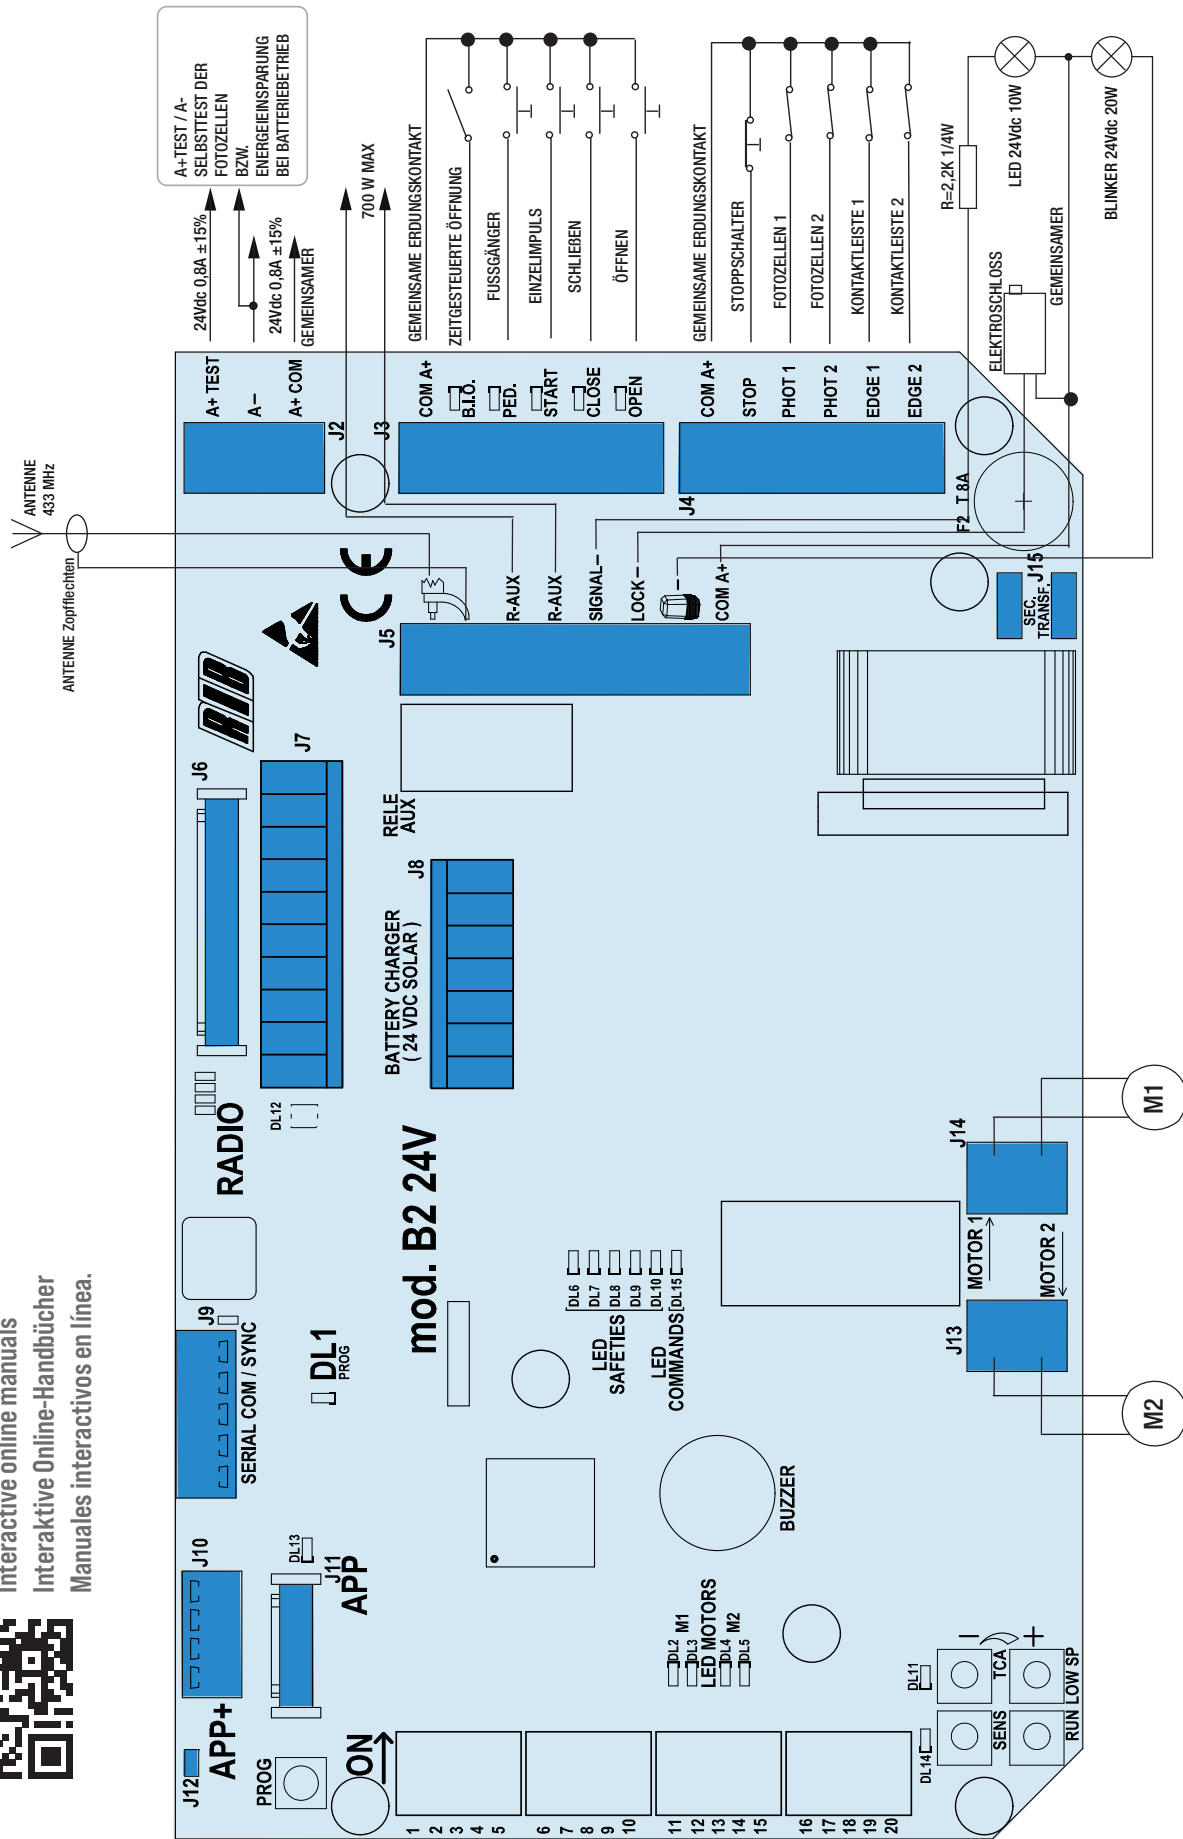 Interactive online manuals
Interaktive Online-Handbücher
Manuales interactivos en línea.
ANTENNE
433 MHz
ANTENNE Zopfflechten
A+TEST / A-
SELBSTTEST DER
FOTOZELLEN
BZW.
ENERGIEEINSPARUNG
BEI BATTERIEBETRIEB
24Vdc 0,8A ±15%
24Vdc 0,8A ±15%
GEMEINSAMER
700 W MAX
GEMEINSAME ERDUNGSKONTAKT
ZEITGESTEUERTE ÖFFNUNG
FUSSGÄNGER
EINZELIMPULS
SCHLIEßEN
ÖFFNEN
GEMEINSAME ERDUNGSKONTAKT
STOPPSCHALTER
FOTOZELLEN 1
FOTOZELLEN 2
KONTAKTLEISTE 1
KONTAKTLEISTE 2
R=2,2K 1/4W
LED 24Vdc 10W
ELEKTROSCHLOSS
GEMEINSAMER
BLINKER 24Vdc 20W
A+ TEST
A–
A+ COM
J2
J3
COM A+
B.I.O.
PED.
START
CLOSE
OPEN
J4
COM A+
STOP
PHOT 1
PHOT 2
EDGE 1
EDGE 2
F2 T 8A
J5
R-AUX
R-AUX
SIGNAL–
LOCK–
–
COM A+
J15
SEC.
TRANSF.
CE
RIB
J6
J7
RELE
AUX
J8
BATTERY CHARGER
( 24 VDC SOLAR )
RADIO
DL12
mod. B2 24V
J9
SERIAL COM / SYNC
DL1
PROG
DL6
DL7
DL8
DL9
DL10
DL15
LED
SAFETIES
LED
COMMANDS
J14
MOTOR 1
MOTOR 2
J13
M1
M2
BUZZER
J10
APP+
J12
DL13
J11
APP
PROG
ON
DL2
DL3
DL4
DL5
M1
M2
LED MOTORS
DL11
DL14
TCA
SENS
LOW SP
RUN
–
+
1
2
3
4
5
6
7
8
9
10
11
12
13
14
15
16
17
18
19
20